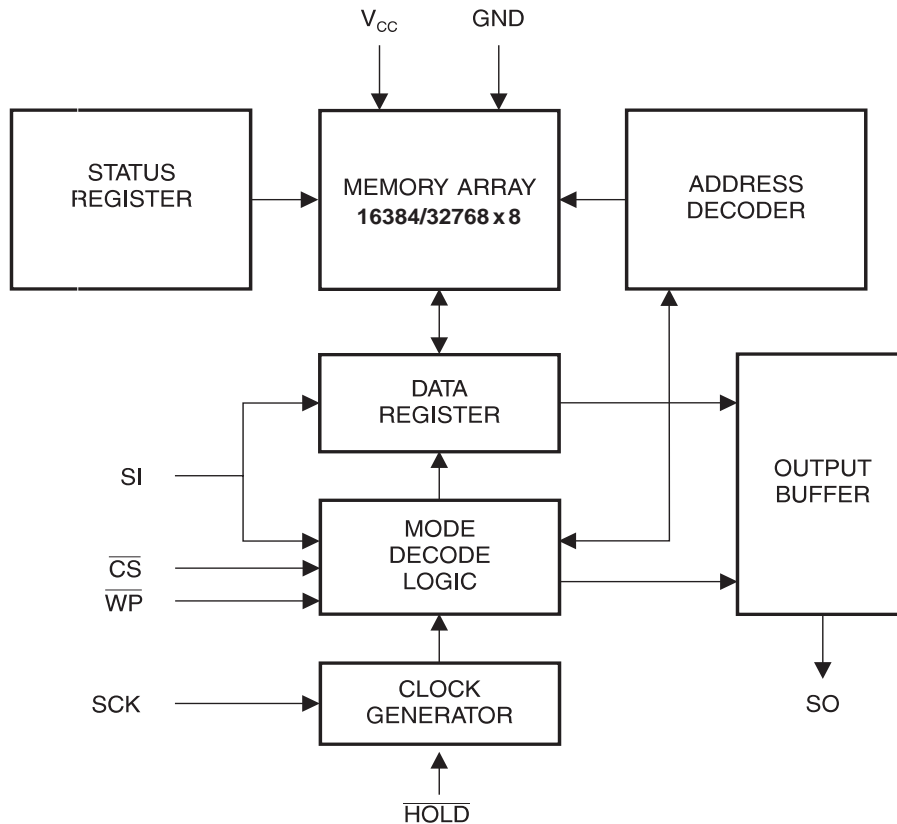 VCC
GND
STATUS
REGISTER
MEMORY ARRAY
16384/32768 x 8
ADDRESS
DECODER
DATA
REGISTER
OUTPUT
BUFFER
SI
MODE
DECODE
LOGIC
CS
WP
CLOCK
GENERATOR
SCK
SO
HOLD